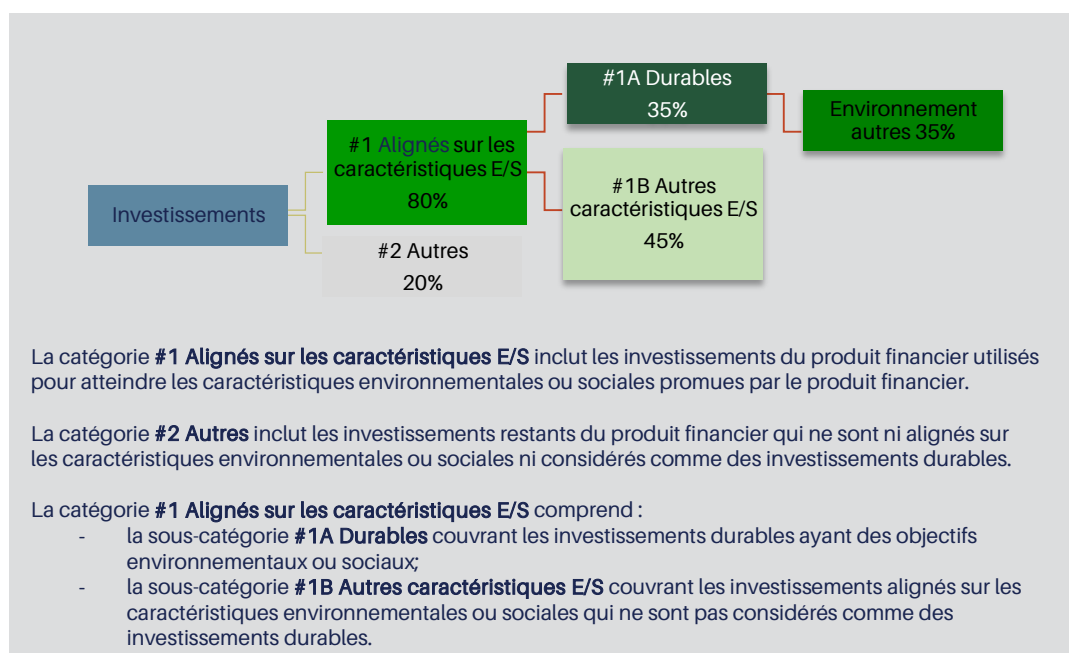 #1A Durables
35%
Environnement
autres 35%
#1 Alignés sur les
caractéristiques E/S
80%
#1B Autres
caractéristiques E/S
45%
Investissements
#2 Autres
20%
La catégorie #1 Alignés sur les caractéristiques E/S inclut les investissements du produit financier utilisés
pour atteindre les caractéristiques environnementales ou sociales promues par le produit financier.
La catégorie #2 Autres inclut les investissements restants du produit financier qui ne sont ni alignés sur
les caractéristiques environnementales ou sociales ni considérés comme des investissements durables.
La catégorie #1 Alignés sur les caractéristiques E/S comprend :
- la sous-catégorie #1A Durables couvrant les investissements durables ayant des objectifs
environnementaux ou sociaux;
- la sous-catégorie #1B Autres caractéristiques E/S couvrant les investissements alignés sur les
caractéristiques environnementales ou sociales qui ne sont pas considérés comme des
investissements durables.